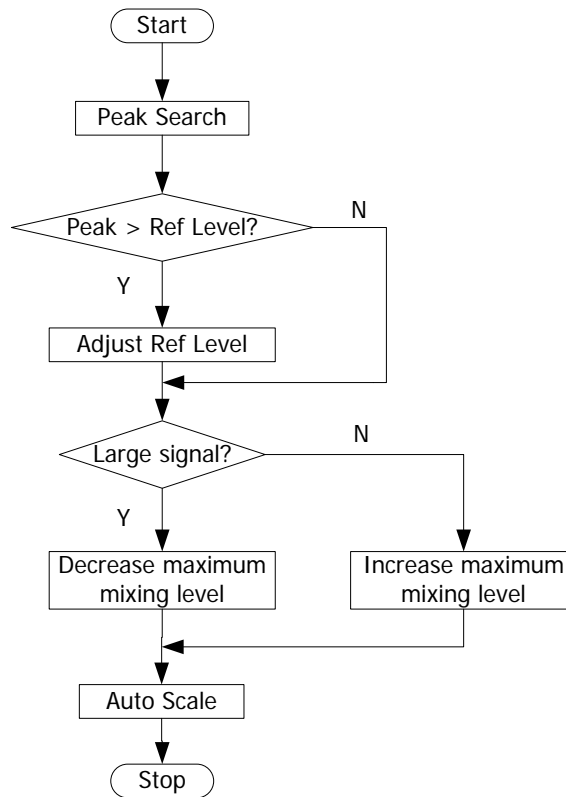 Start
Peak Search
Peak > Ref Level?
N
Y
Adjust Ref Level
Large signal?
N
Y
Decrease maximum
mixing level
Increase maximum
mixing level
Auto Scale
Stop